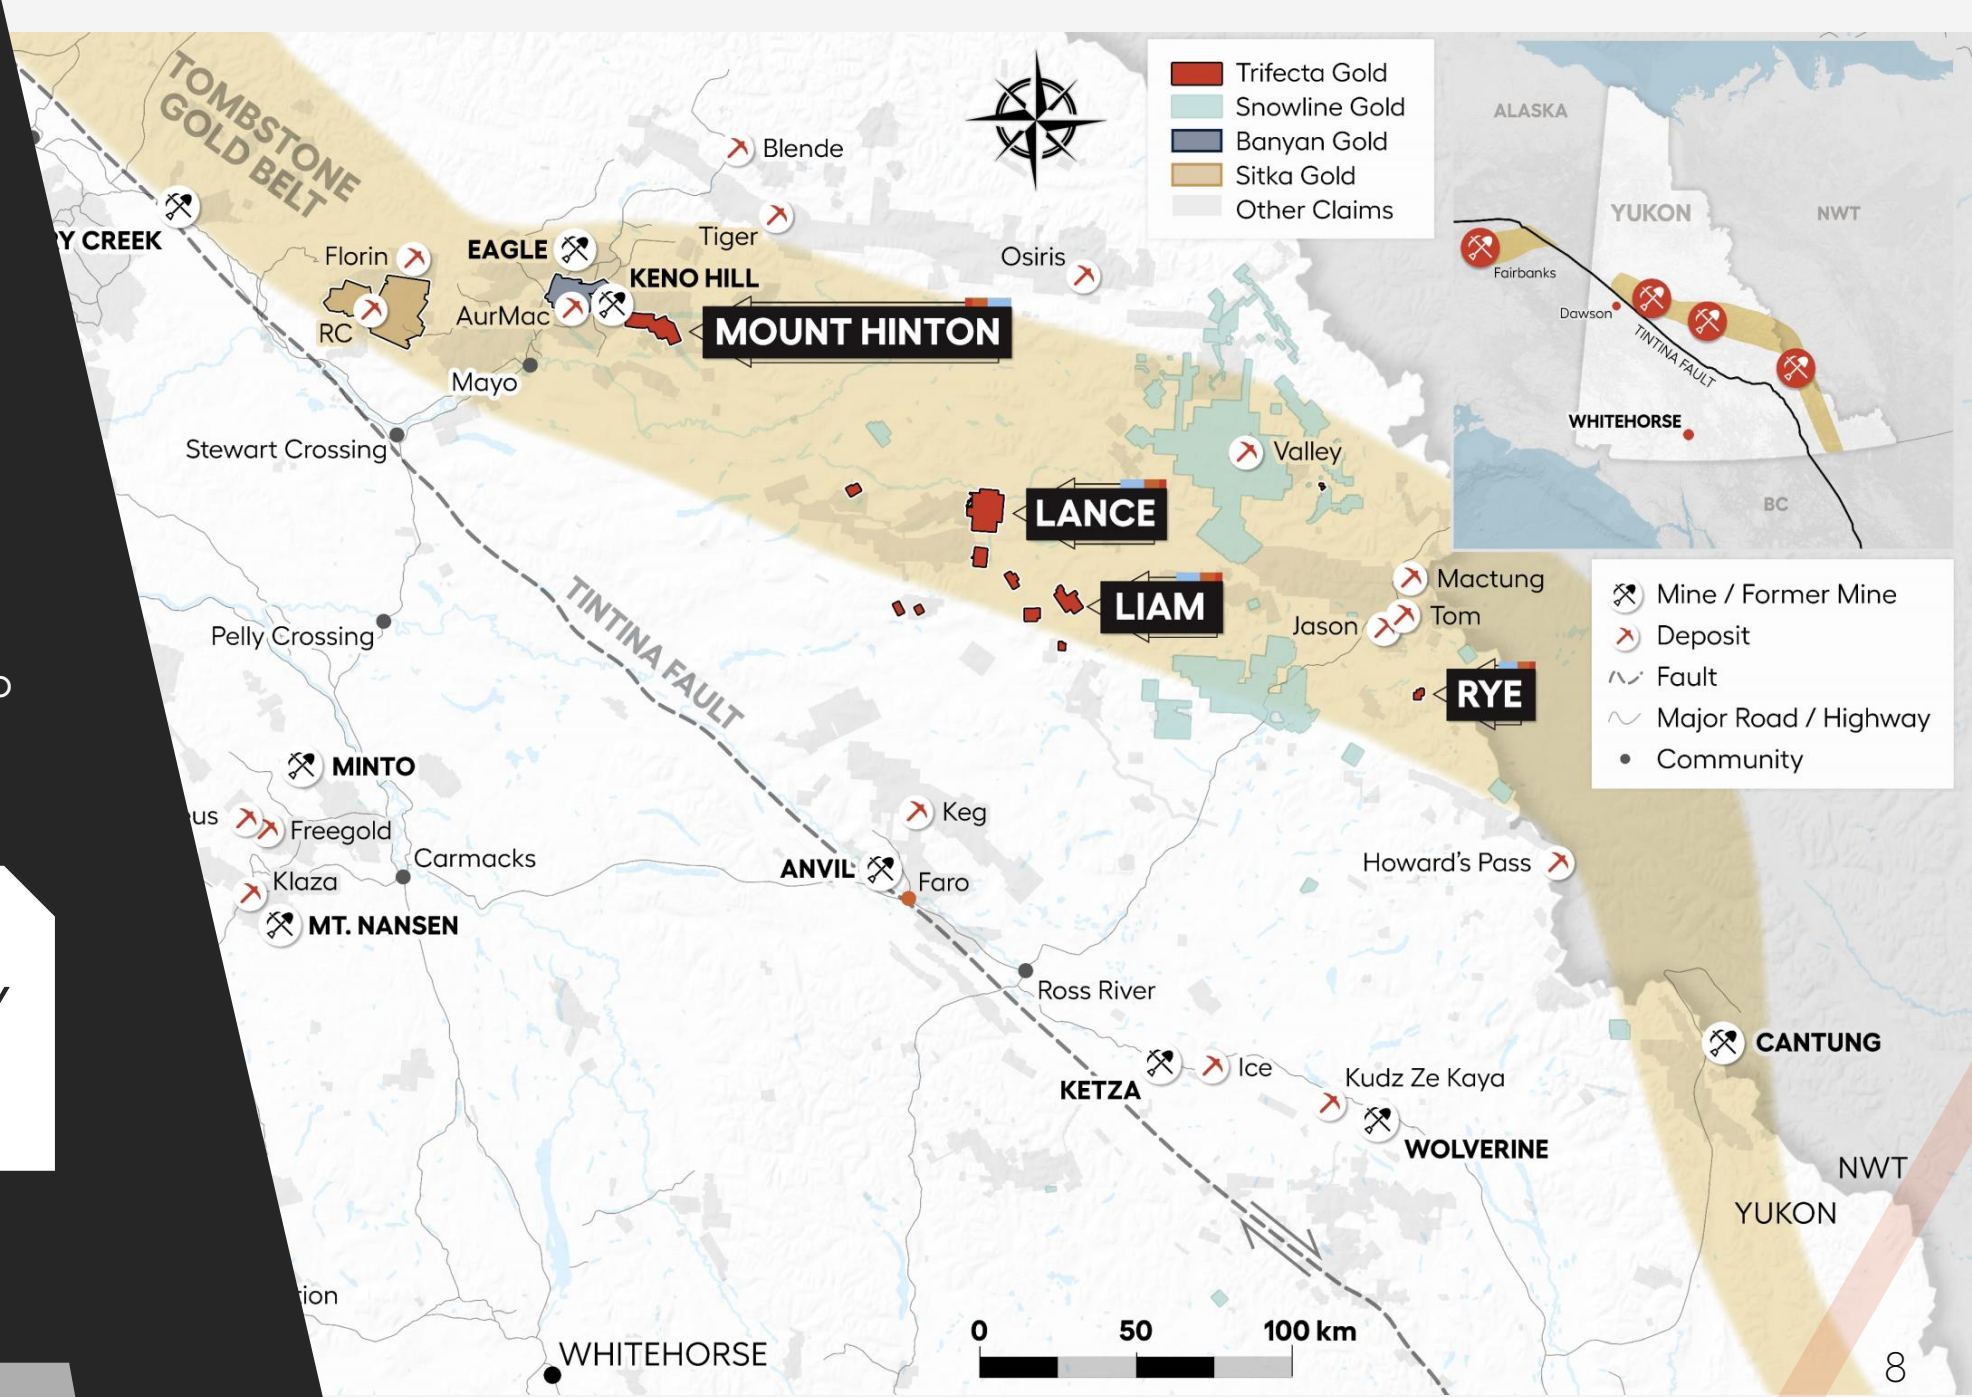 TOMBSTONE
GOLD BELT
Trifecta Gold
Snowline Gold
Banyan Gold
Sitka Gold
Other Claims
ALASKA
YUKON
NWT
Fairbanks
Dawson
TINTINA FAULT
WHITEHORSE
BC
Blende
Tiger
Osiris
Y CREEK
Florin
EAGLE
KENO HILL
RC
AurMac
MOUNT HINTON
Mayo
Stewart Crossing
Valley
LANCE
LIAM
Mactung
Tom
Jason
RYE
Mine / Former Mine
Deposit
Fault
Major Road / Highway
Community
Pelly Crossing
TINTINA FAULT
MINTO
us
Freegold
Carmacks
Klaza
MT. NANSEN
Keg
ANVIL
Faro
Howard's Pass
Ross River
CANTUNG
KETZA
Ice
Kudz Ze Kaya
WOLVERINE
NWT
YUKON
ion
WHITEHORSE
0 50 100 km
8